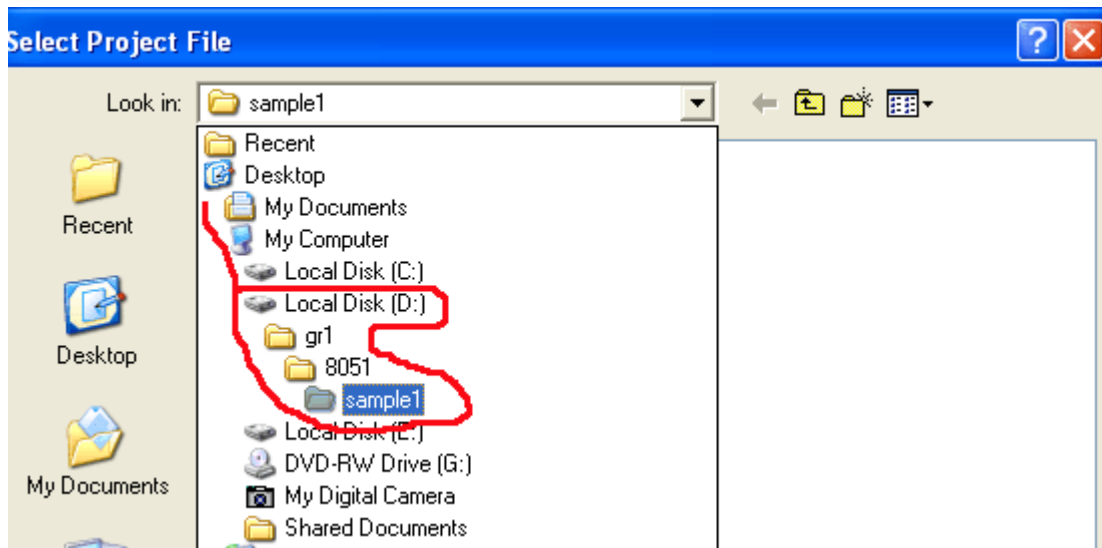 Select Project File
Look in: sample1
Recent
Desktop
My Documents
My Computer
Local Disk (C:)
Local Disk (D:)
gr1
8051
sample1
Local Disk (E:)
DVD-RW Drive (G:)
My Digital Camera
Shared Documents
Recent
Desktop
My Documents